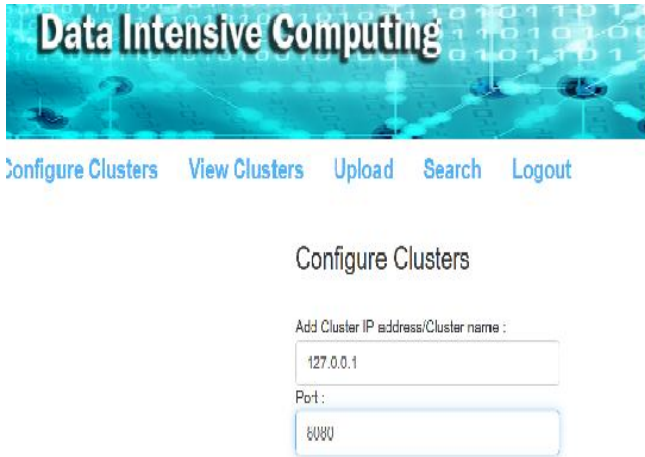 Data Intensive Computing
Configure Clusters View Clusters Upload Search Logout
Configure Clusters
Add Cluster IP address/Cluster name :
127.0.0.1
Port :
8080